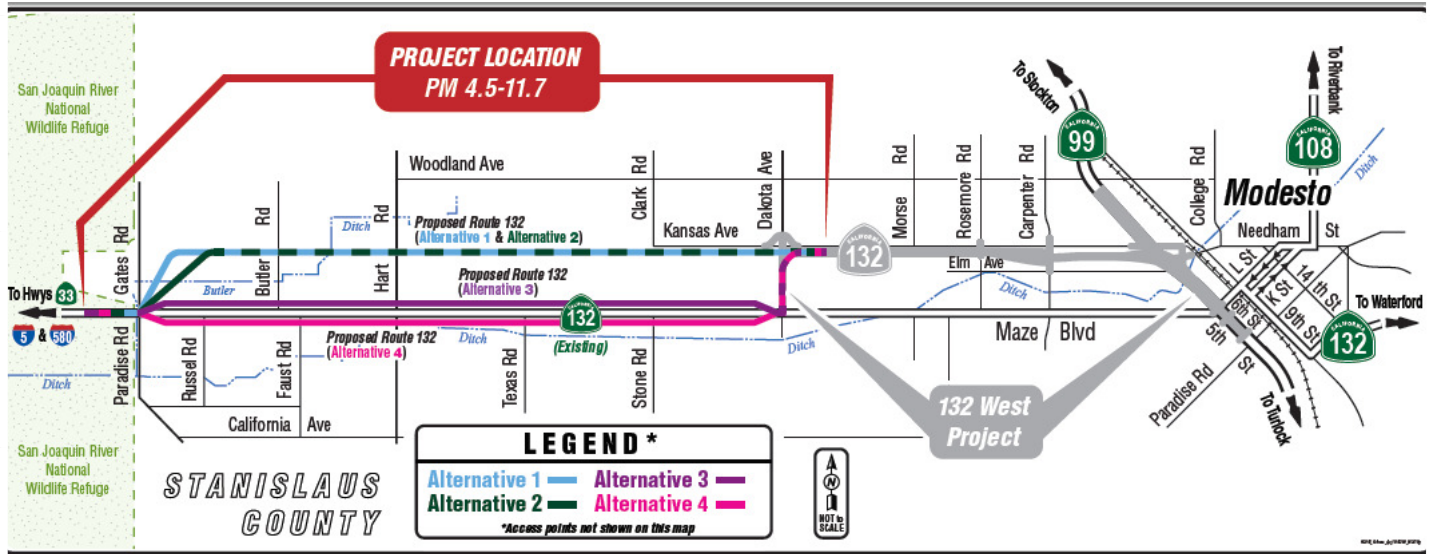 PROJECT LOCATION
PM 4.5-11.7
San Joaquin River
National
Wildlife Refuge
To Stockton
CALIFORNIA
99
To Riverbank
CALIFORNIA
108
Ditch
Modesto
Woodland Ave
Gates Rd
Butler Rd
Hart Rd
Clark Rd
Dakota Ave
Morse Rd
Rosemore Rd
Carpenter Rd
College Rd
Ditch
Proposed Route 132
(Alternative 1 & Alternative 2)
Kansas Ave
CALIFORNIA
132
Needham St
Elm Ave
Butler
Proposed Route 132
(Alternative 3)
Ditch
L St
14 th St
K St
9th St
6th St
5th St
To Waterford
CALIFORNIA
132
To Hwys 33
5 & 580
CALIFORNIA
132
(Existing)
Proposed Route 132
(Alternative 4)
Ditch
Ditch
Maze Blvd
Paradise Rd
Russel Rd
Faust Rd
Texas Rd
Stone Rd
Ditch
California Ave
Paradise Rd
To Turlock
132 West
Project
San Joaquin River
National
Wildlife Refuge
STANISLAUS
COUNTY
LEGEND *
Alternative 1
Alternative 3
Alternative 2
Alternative 4
*Access points not shown on this map
N
NOT to
SCALE